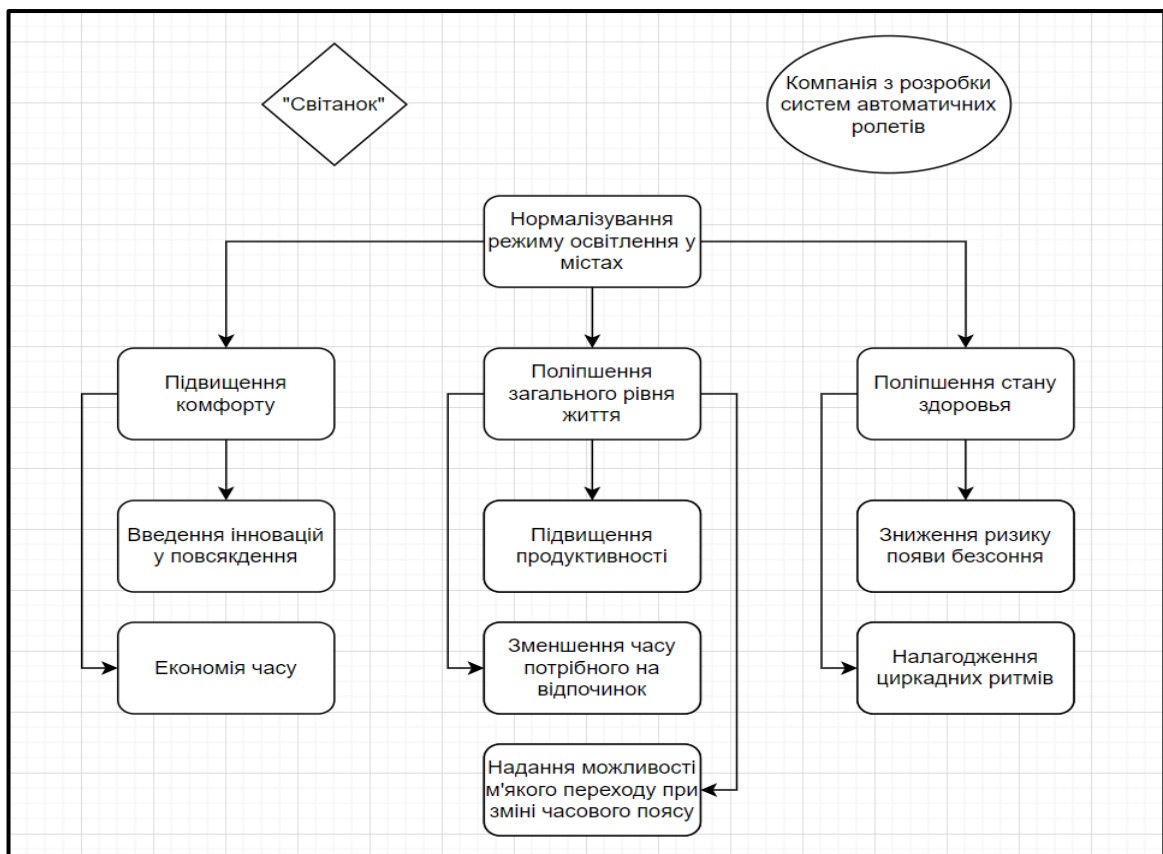 "Світанок"
Компанія з розробки
систем автоматичних
ролетів
Нормалізування
режиму освітлення у
містах
Підвищення
комфорту
Поліпшення
загального рівня
життя
Поліпшення стану
здоровья
Введення інновацій
у повсякдення
Підвищення
продуктивності
Зниження ризику
появи безсоння
Економія часу
Зменшення часу
потрібного на
відпочинок
Налагодження
циркадних ритмів
Надання можливості
м'якого переходу при
зміні часового поясу